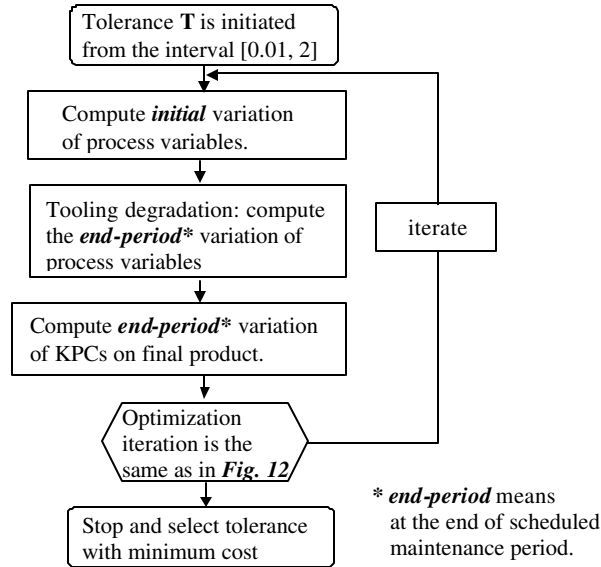 Tolerance T is initiated
from the interval [0.01, 2]
Compute initial variation
of process variables.
Tooling degradation: compute
the end-period* variation of
process variables
iterate
Compute end-period* variation
of KPCs on final product.
Optimization
iteration is the
same as in Fig. 12
Stop and select tolerance
with minimum cost
* end-period means
at the end of scheduled
maintenance period.